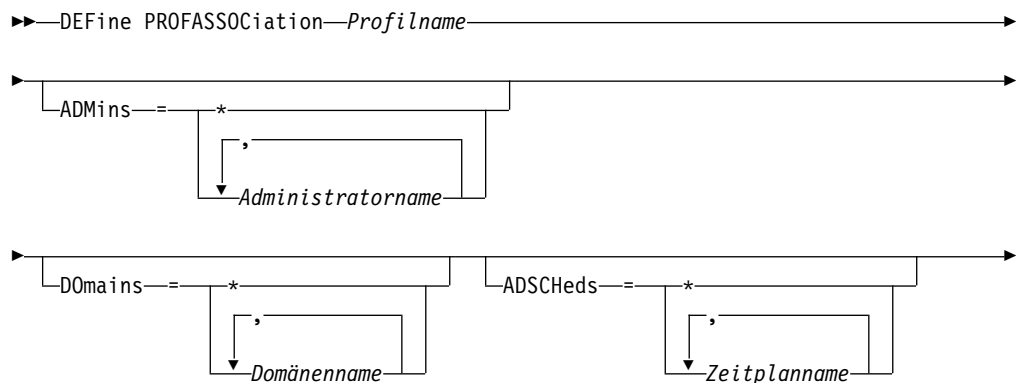 DEFine PROFASSOCiation Profilname
ADMins = *
,
Administratorname
DOmains = * ADSCHeds = *
, ,
Domänenname Zeitplanname